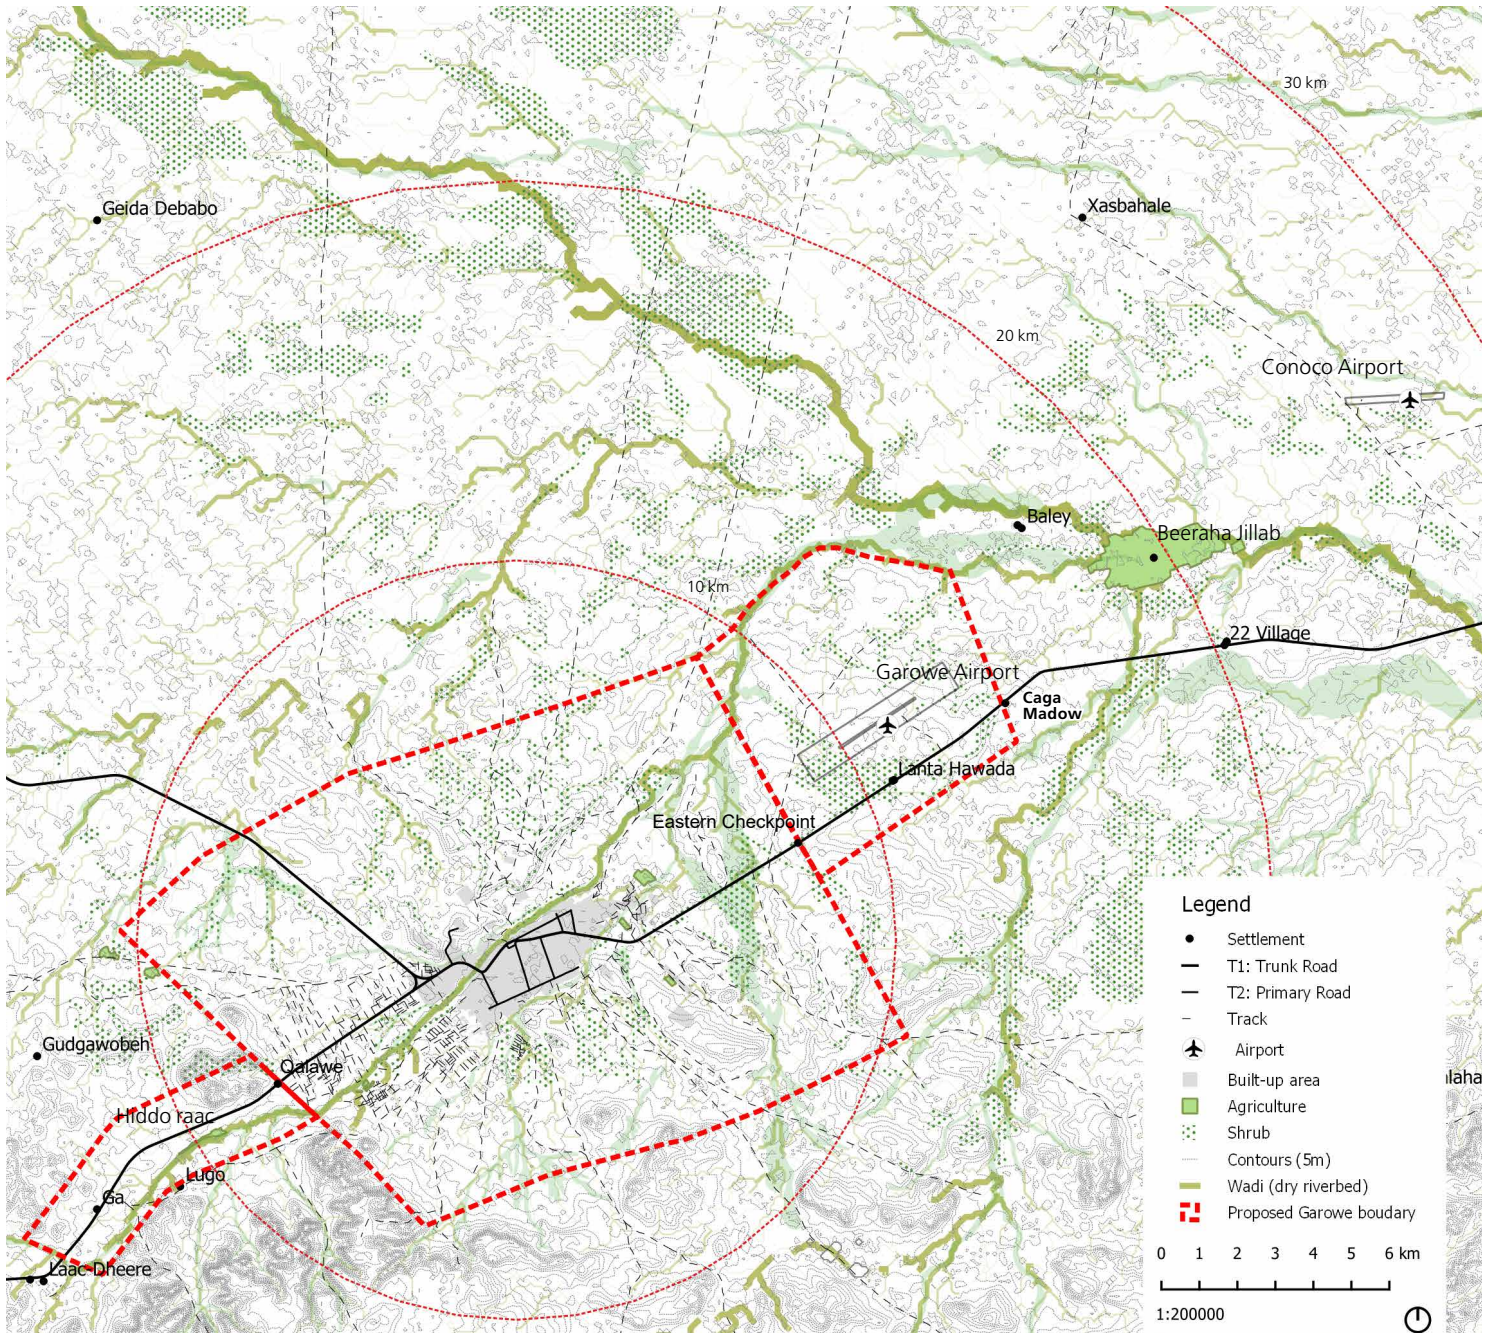 30 km
Geida Debabo
Xasbahale
20 km
Conoco Airport
Baley
Beeraha Jillab
10 km
22 Village
Garowe Airport
Caga
Madow
Lanta Hawada
Eastern Checkpoint
Gudgawobeh
Qalawe
Hiddo raac
Lugo
Ga
Laac Dheere
Legend
Settlement
T1: Trunk Road
T2: Primary Road
Track
Airport
Built-up area
Agriculture
Shrub
Contours (5m)
Wadi (dry riverbed)
Proposed Garowe boudary
0 1 2 3 4 5 6 km
1:200000